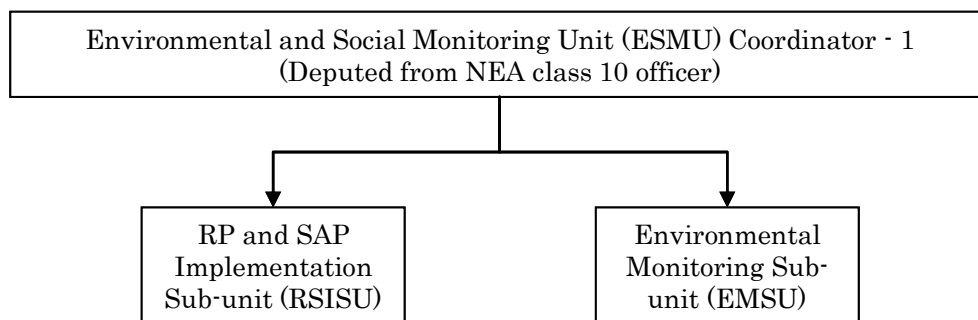 Environmental and Social Monitoring Unit (ESMU) Coordinator - 1
(Deputed from NEA class 10 officer)
RP and SAP
Implementation
Sub-unit (RSISU)
Environmental
Monitoring Sub-
unit (EMSU)